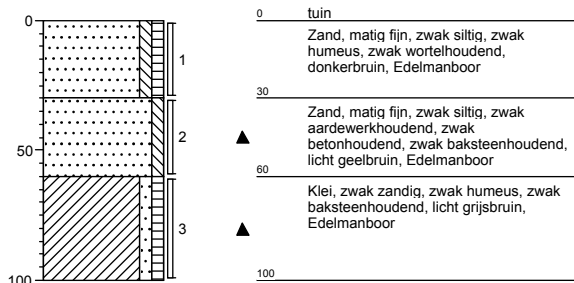 0
50
100
1
2
3
0 tuin
Zand, matig fijn, zwak siltig, zwak
humeus, zwak wortelhoudend,
donkerbruin, Edelmanboor
30
Zand, matig fijn, zwak siltig, zwak
aardewerkhoudend, zwak
betonhoudend, zwak baksteenhoudend,
licht geelbruin, Edelmanboor
60
Klei, zwak zandig, zwak humeus, zwak
baksteenhoudend, licht grijsbruin,
Edelmanboor
100